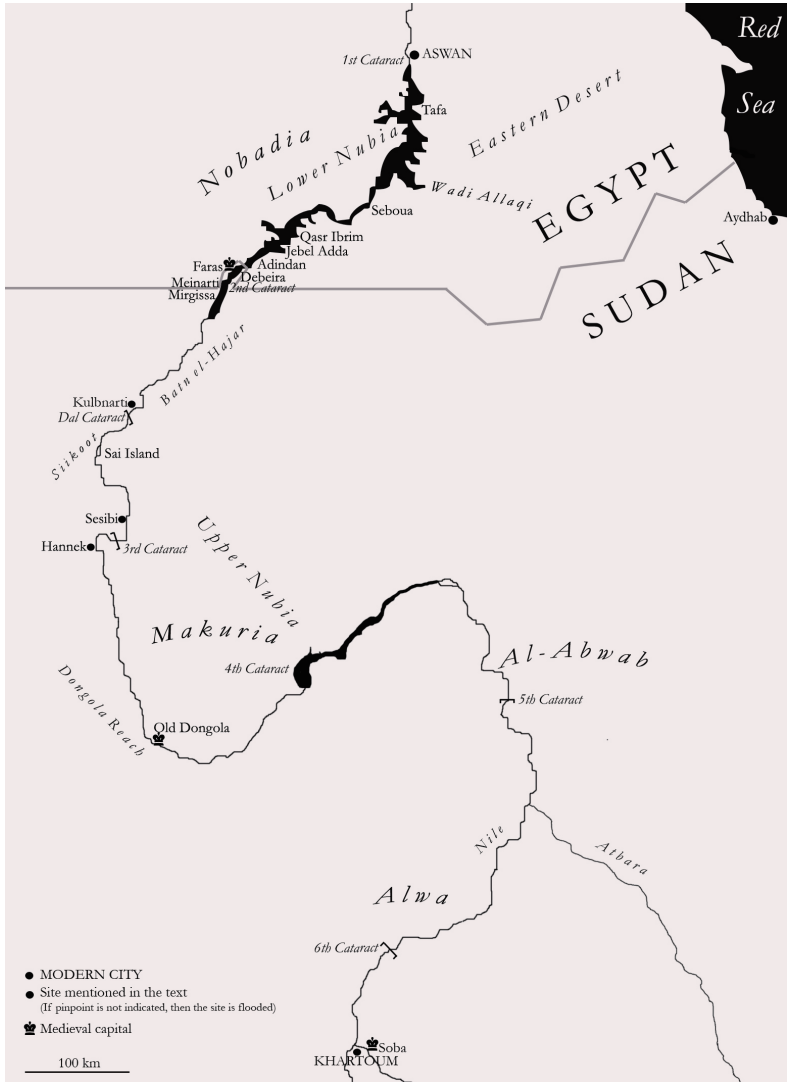 Red
Sea
ASWAN
1st Cataract
Tafa
Eastern Desert
Nobadia
Lower Nubia
Wadi Allaqi
EGYPT
Seboua
Aydhab
Qasr Ibrim
Jebel Adda
SUDAN
Faras
Adindan
Debeira
Meinarti
2nd Cataract
Mirgissa
Batn el-Hajar
Kulbnarti
Dal Cataract
Siikoot
Sai Island
Sesibi
Hannek
3rd Cataract
Upper Nubia
Makuria
Al-Abwab
4th Cataract
5th Cataract
Dongola Reach
Old Dongola
Nile
Atbara
Alwa
6th Cataract
MODERN CITY
Site mentioned in the text
(If pinpoint is not indicated, then the site is flooded)
Medieval capital
Soba
KHARTOUM
100 km